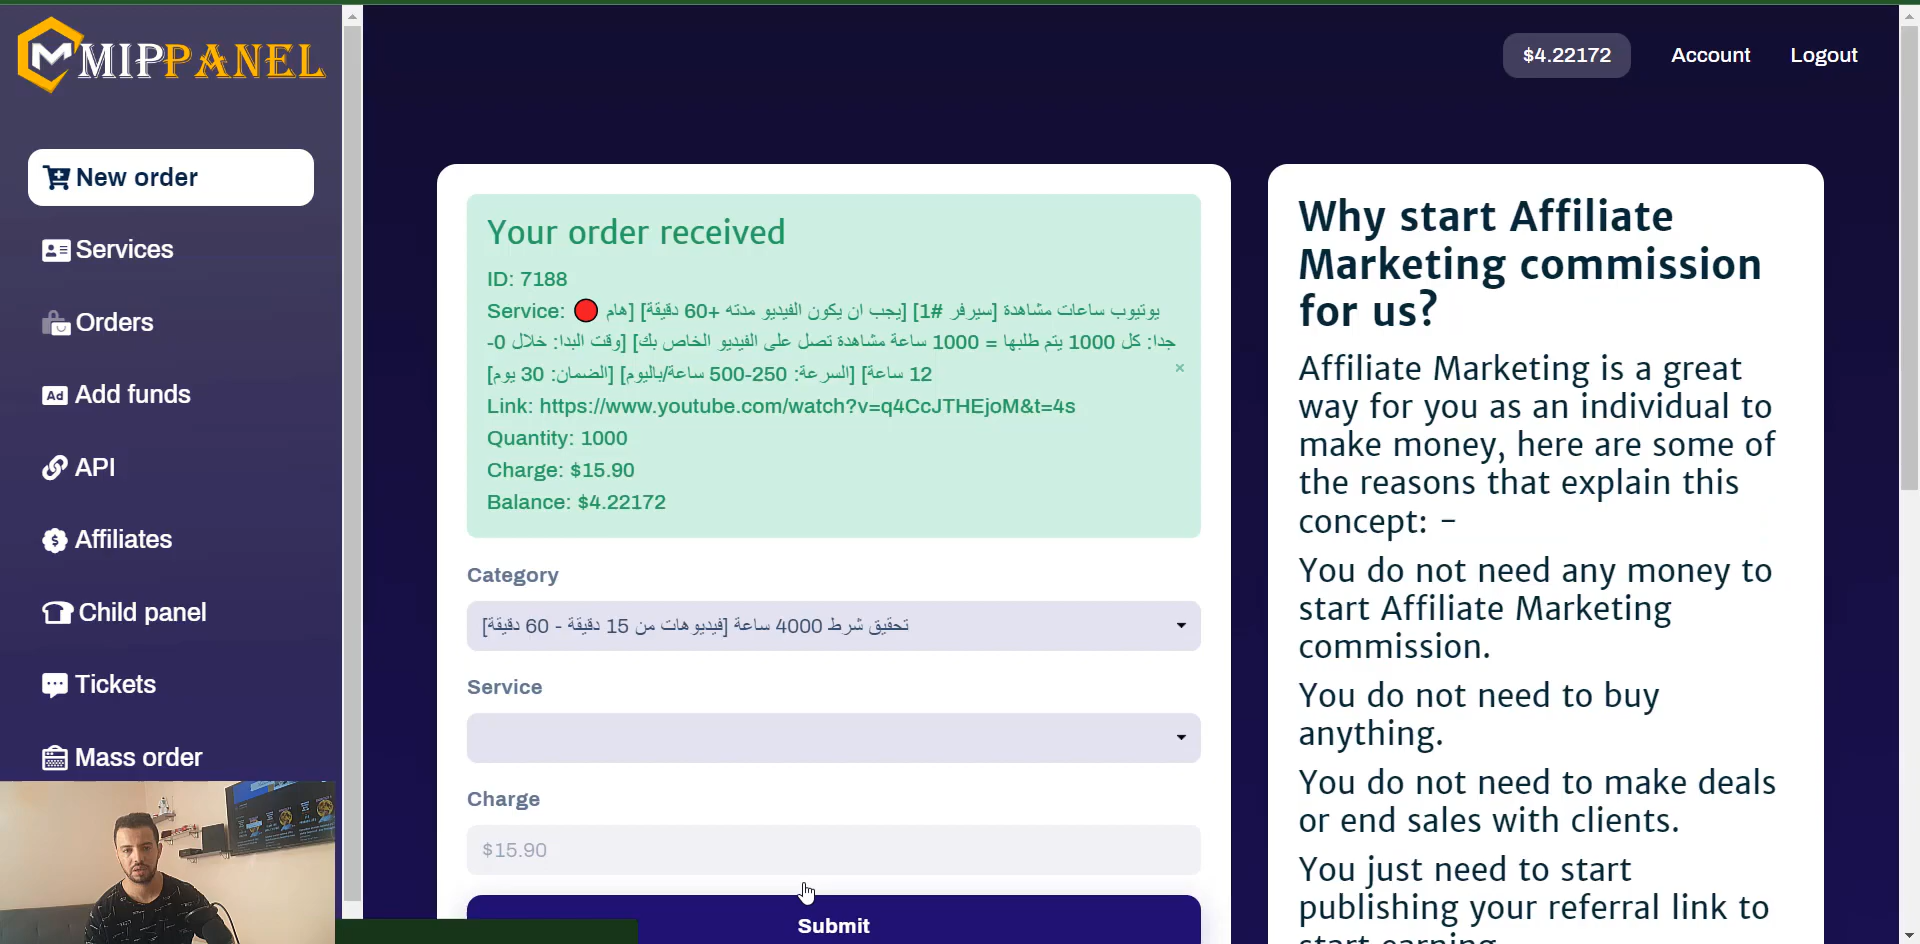 MIPPANEL
$4.22172
Account
Logout
New order
Services
Orders
Add funds
API
Affiliates
Child panel
Tickets
Mass order
Your order received
ID: 7188
Service: 🔴 يوتيوب ساعات مشاهدة [سيرفر #1] [يجب ان يكون الفيديو مدته +60 دقيقة] [هام
جدا: كل 1000 يتم طلبها = 1000 ساعة مشاهدة تصل على الفيديو الخاص بك] [وقت البدا: خلال 0-
12 ساعة] [السرعة: 250-500 ساعة/باليوم] [الضمان: 30 يوم]
Link: https://www.youtube.com/watch?v=q4CcJTHEjoM&t=4s
Quantity: 1000
Charge: $15.90
Balance: $4.22172
×
Category
تحقيق شرط 4000 ساعة [فيديوهات من 15 دقيقة - 60 دقيقة]
Service
Charge
$15.90
Submit
Why start Affiliate
Marketing commission
for us?
Affiliate Marketing is a great
way for you as an individual to
make money, here are some of
the reasons that explain this
concept: -
You do not need any money to
start Affiliate Marketing
commission.
You do not need to buy
anything.
You do not need to make deals
or end sales with clients.
You just need to start
publishing your referral link to
start earning